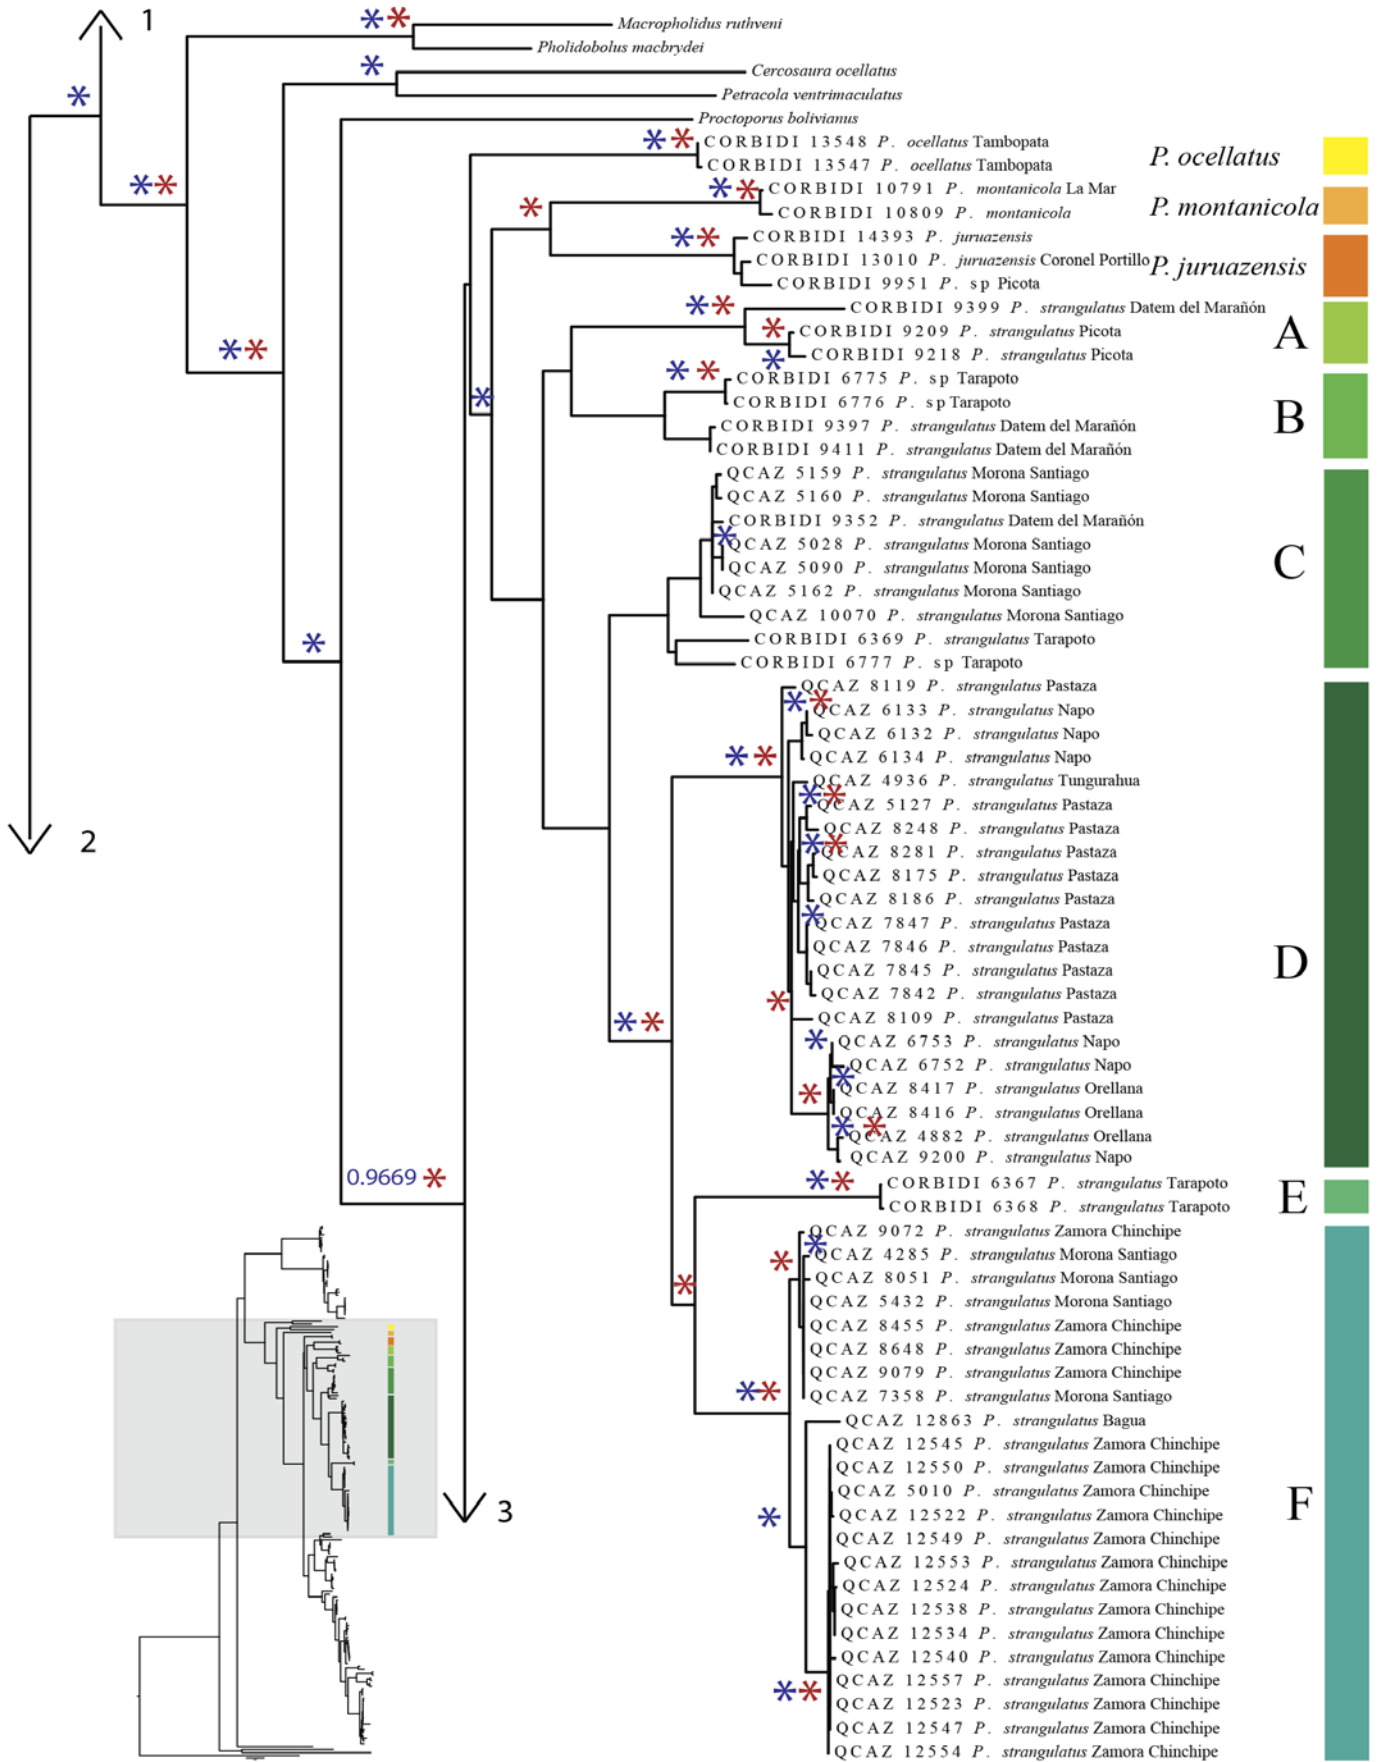 1
Macropholidus ruthveni
Pholidobolus macbrydei
Cercosaura ocellatus
Petracola ventrimaculatus
Proctoporus bolivianus
CORBIDI 13548 P. ocellatus Tambopata
CORBIDI 13547 P. ocellatus Tambopata
P. ocellatus
CORBIDI 10791 P. montanicola La Mar
CORBIDI 10809 P. montanicola
P. montanicola
CORBIDI 14393 P. juruazensis
CORBIDI 13010 P. juruazensis Coronel Portillo
CORBIDI 9951 P. sp Picota
P. juruazensis
CORBIDI 9399 P. strangulatus Datem del Marañón
CORBIDI 9209 P. strangulatus Picota
CORBIDI 9218 P. strangulatus Picota
A
CORBIDI 6775 P. sp Tarapoto
CORBIDI 6776 P. sp Tarapoto
CORBIDI 9397 P. strangulatus Datem del Marañón
CORBIDI 9411 P. strangulatus Datem del Marañón
B
QCAZ 5159 P. strangulatus Morona Santiago
QCAZ 5160 P. strangulatus Morona Santiago
CORBIDI 9352 P. strangulatus Datem del Marañón
QCAZ 5028 P. strangulatus Morona Santiago
QCAZ 5090 P. strangulatus Morona Santiago
QCAZ 5162 P. strangulatus Morona Santiago
QCAZ 10070 P. strangulatus Morona Santiago
CORBIDI 6369 P. strangulatus Tarapoto
CORBIDI 6777 P. sp Tarapoto
C
QCAZ 8119 P. strangulatus Pastaza
QCAZ 6133 P. strangulatus Napo
QCAZ 6132 P. strangulatus Napo
QCAZ 6134 P. strangulatus Napo
QCAZ 4936 P. strangulatus Tungurahua
QCAZ 5127 P. strangulatus Pastaza
QCAZ 8248 P. strangulatus Pastaza
2
QCAZ 8281 P. strangulatus Pastaza
QCAZ 8175 P. strangulatus Pastaza
QCAZ 8186 P. strangulatus Pastaza
QCAZ 7847 P. strangulatus Pastaza
QCAZ 7846 P. strangulatus Pastaza
QCAZ 7845 P. strangulatus Pastaza
QCAZ 7842 P. strangulatus Pastaza
QCAZ 8109 P. strangulatus Pastaza
QCAZ 6753 P. strangulatus Napo
QCAZ 6752 P. strangulatus Napo
QCAZ 8417 P. strangulatus Orellana
QCAZ 8416 P. strangulatus Orellana
QCAZ 4882 P. strangulatus Orellana
QCAZ 9200 P. strangulatus Napo
D
0.9669
CORBIDI 6367 P. strangulatus Tarapoto
CORBIDI 6368 P. strangulatus Tarapoto
E
QCAZ 9072 P. strangulatus Zamora Chinchipe
QCAZ 4285 P. strangulatus Morona Santiago
QCAZ 8051 P. strangulatus Morona Santiago
QCAZ 5432 P. strangulatus Morona Santiago
QCAZ 8455 P. strangulatus Zamora Chinchipe
QCAZ 8648 P. strangulatus Zamora Chinchipe
QCAZ 9079 P. strangulatus Zamora Chinchipe
QCAZ 7358 P. strangulatus Morona Santiago
QCAZ 12863 P. strangulatus Bagua
QCAZ 12545 P. strangulatus Zamora Chinchipe
QCAZ 12550 P. strangulatus Zamora Chinchipe
QCAZ 5010 P. strangulatus Zamora Chinchipe
QCAZ 12522 P. strangulatus Zamora Chinchipe
3
F
QCAZ 12549 P. strangulatus Zamora Chinchipe
QCAZ 12553 P. strangulatus Zamora Chinchipe
QCAZ 12524 P. strangulatus Zamora Chinchipe
QCAZ 12538 P. strangulatus Zamora Chinchipe
QCAZ 12534 P. strangulatus Zamora Chinchipe
QCAZ 12540 P. strangulatus Zamora Chinchipe
QCAZ 12557 P. strangulatus Zamora Chinchipe
QCAZ 12523 P. strangulatus Zamora Chinchipe
QCAZ 12547 P. strangulatus Zamora Chinchipe
QCAZ 12554 P. strangulatus Zamora Chinchipe